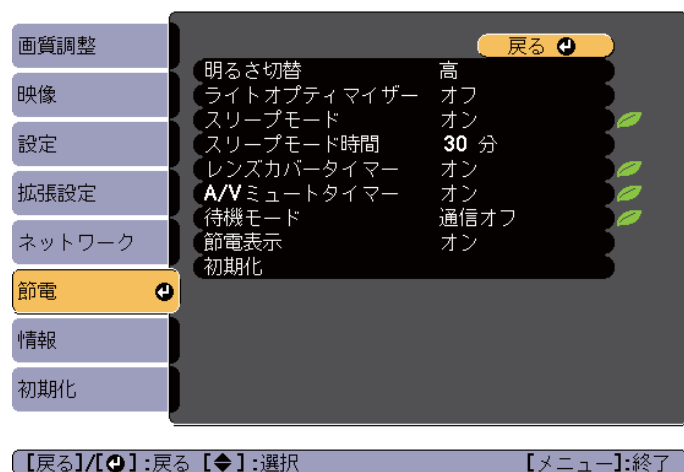 画質調整
映像
設定
拡張設定
ネットワーク
節電
情報
初期化
戻る
明るさ切替 高
ライトオプティマイザー オフ
スリープモード オン
スリープモード時間 30 分
レンズカバータイマー オン
A/Vミュートタイマー オン
待機モード 通信オフ
節電表示 オン
初期化
【戻る】/【⏎】:戻る 【◆】:選択 【メニュー】:終了